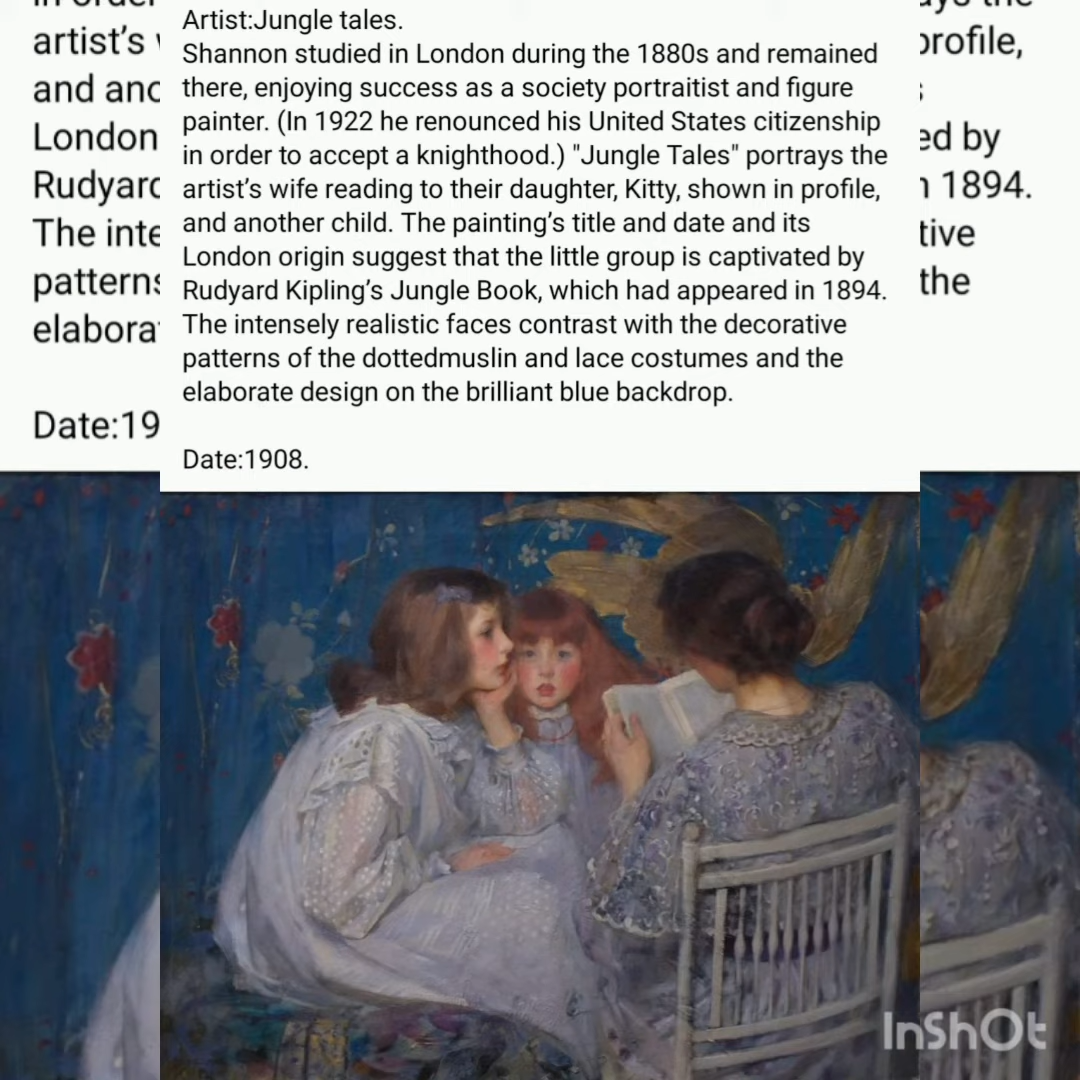 Artist:Jungle tales.
Shannon studied in London during the 1880s and remained
there, enjoying success as a society portraitist and figure
painter. (In 1922 he renounced his United States citizenship
in order to accept a knighthood.) "Jungle Tales" portrays the
artist’s wife reading to their daughter, Kitty, shown in profile,
and another child. The painting’s title and date and its
London origin suggest that the little group is captivated by
Rudyard Kipling’s Jungle Book, which had appeared in 1894.
The intensely realistic faces contrast with the decorative
patterns of the dottedmuslin and lace costumes and the
elaborate design on the brilliant blue backdrop.
Date:1908.
InShOt